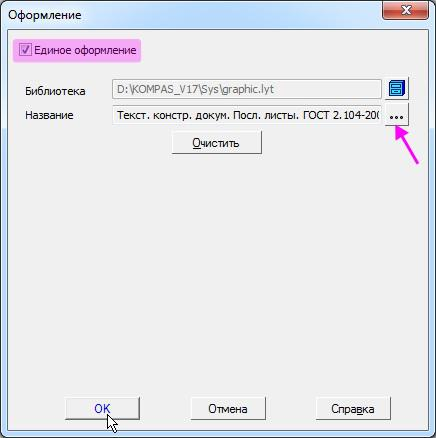 Оформление
Единое оформление
Библиотека
D:\KOMPAS_V17\Sys\graphic.lyt
Название
Текст. констр. докум. Посл. листы. ГОСТ 2.104-200
...
Очистить
OK
Отмена
Справка